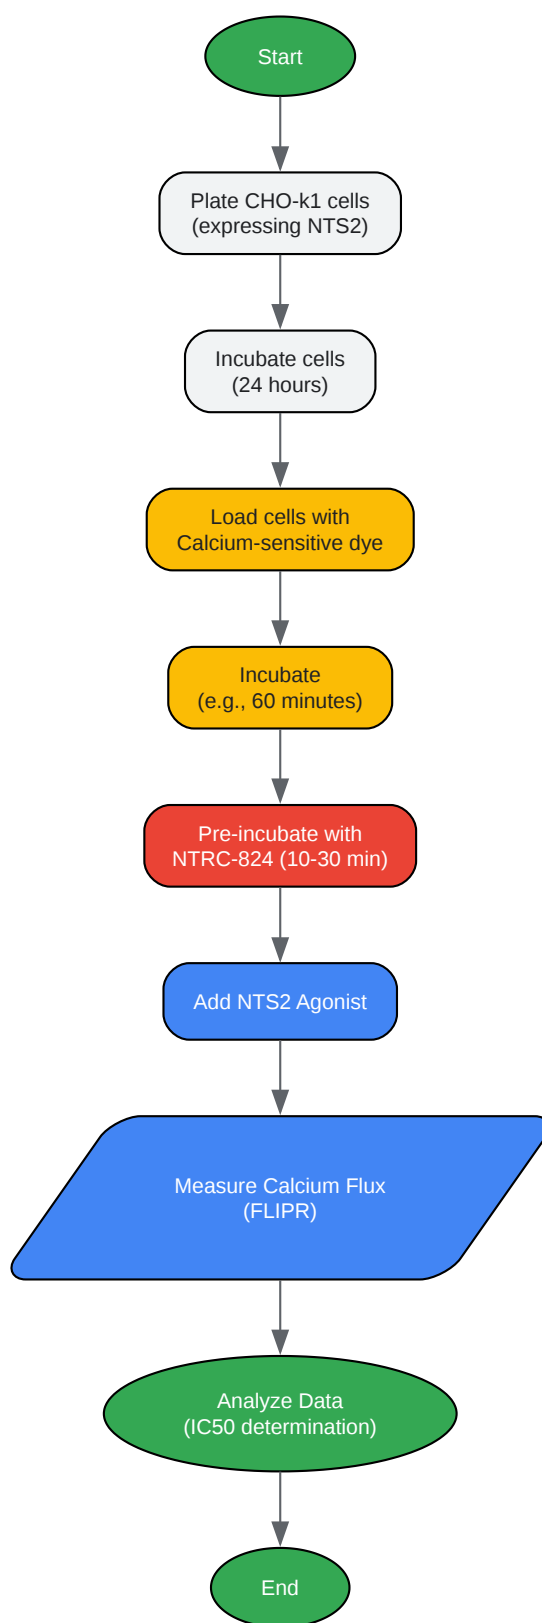 Start
Plate CHO-k1 cells
(expressing NTS2)
Incubate cells
(24 hours)
Load cells with
Calcium-sensitive dye
Incubate
(e.g., 60 minutes)
Pre-incubate with
NTRC-824 (10-30 min)
Add NTS2 Agonist
Measure Calcium Flux
(FLIPR)
Analyze Data
(IC50 determination)
End